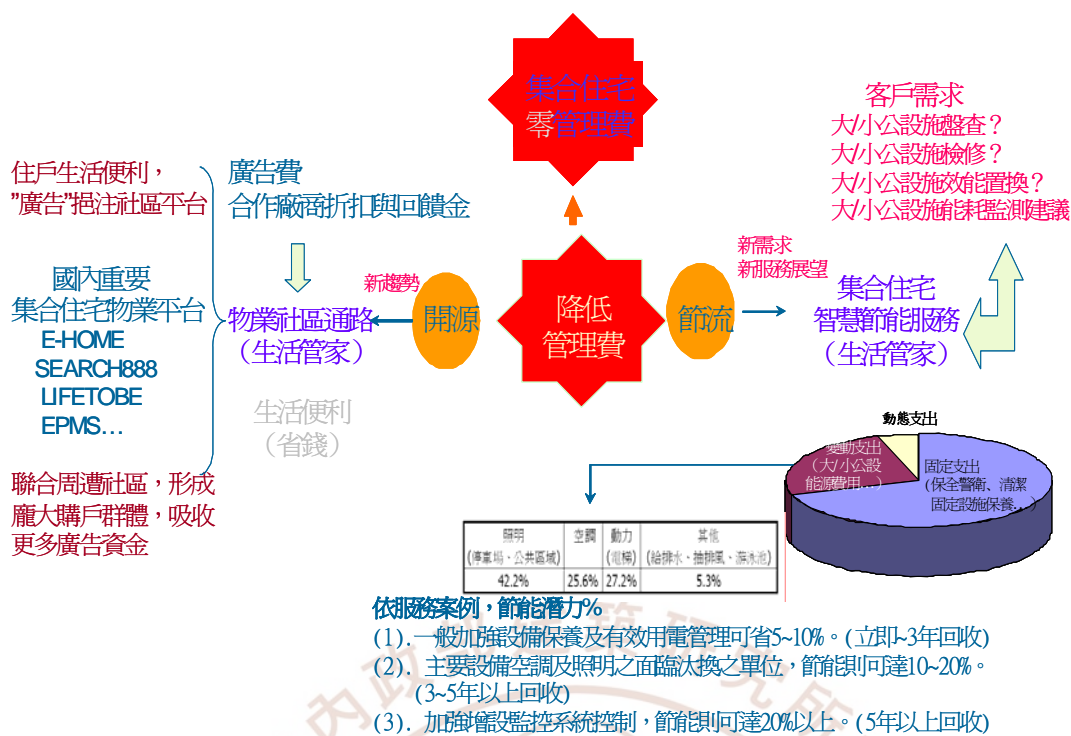 集合住宅
零管理費
客戶需求
大/小公設施盤查？
大/小公設施檢修？
大/小公設施效能置換？
大/小公設施能耗監測建議
住戶生活便利，
"廣告"挹注社區平台
廣告費
合作廠商折扣與回饋金
國內重要
集合住宅物業平台
E-HOME
SEARCH888
LIFETOBE
EPMS…
聯合周遭社區，形成
龐大購戶群體，吸收
更多廣告資金
物業社區通路
（生活管家）
生活便利
（省錢）
新趨勢
開源
降低
管理費
節流
新需求
新服務展望
集合住宅
智慧節能服務
（生活管家）
動態支出
變動支出
（大/小公設
能源費用…）
固定支出
(保全警衛、清潔
固定設施保養…）
照明 空調 動力 其他
(停車場、公共區域) (電梯) (給排水、抽排風、游泳池)
42.2% 25.6% 27.2% 5.3%
依服務案例，節能潛力%
(1).一般加強設備保養及有效用電管理可省5~10%。(立即~3年回收)
(2). 主要設備空調及照明之面臨汰換之單位，節能則可達10~20%。
(3~5年以上回收)
(3). 加強增設監控系統控制，節能則可達20%以上。(5年以上回收)
內政部建築研究所